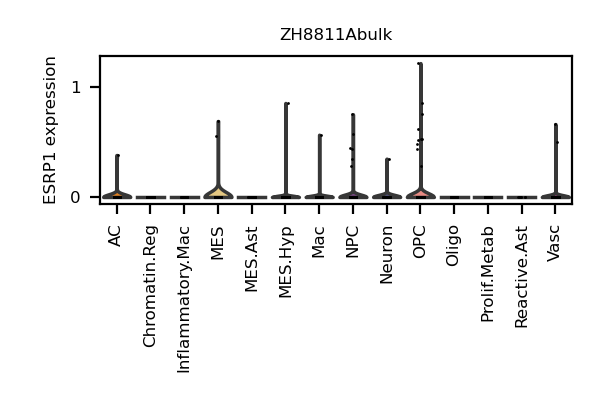 ZH8811Abulk
ESRP1 expression
1
0
AC
Chromatin.Reg
Inflammatory.Mac
MES
MES.Ast
MES.Hyp
Mac
NPC
Neuron
OPC
Oligo
Prolif.Metab
Reactive.Ast
Vasc